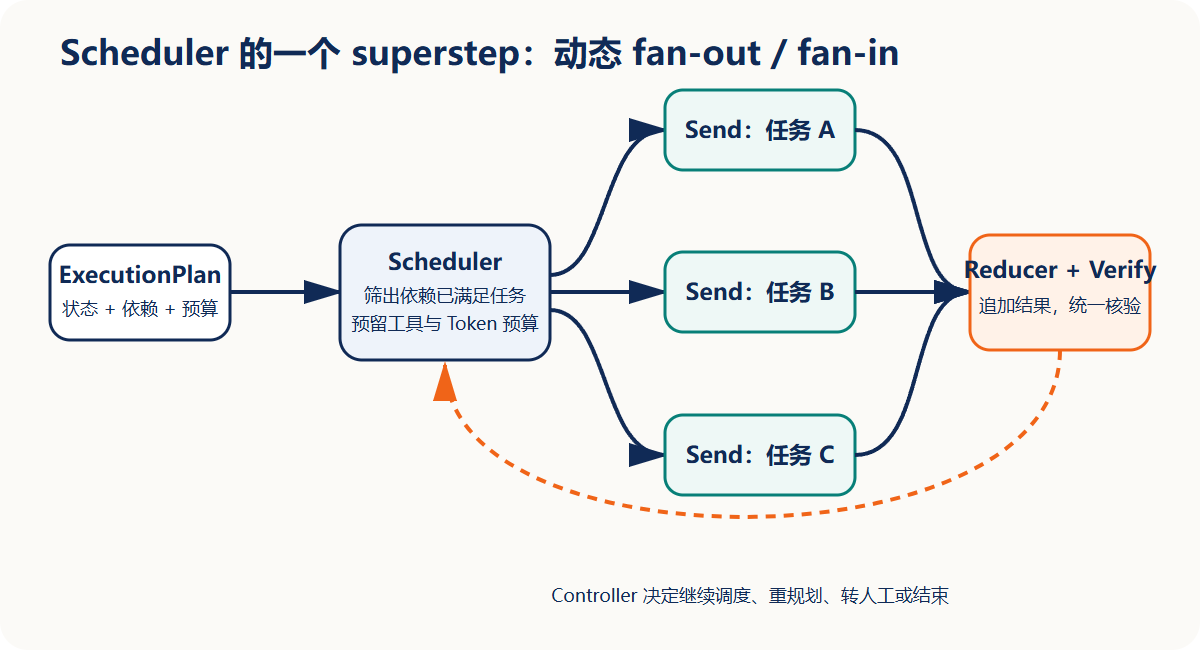 Scheduler 的一个 superstep：动态 fan-out / fan-in
Send：任务 A
ExecutionPlan
状态 + 依赖 + 预算
Scheduler
筛出依赖已满足任务
预留工具与 Token 预算
Send：任务 B
Reducer + Verify
追加结果，统一核验
Send：任务 C
Controller 决定继续调度、重规划、转人工或结束